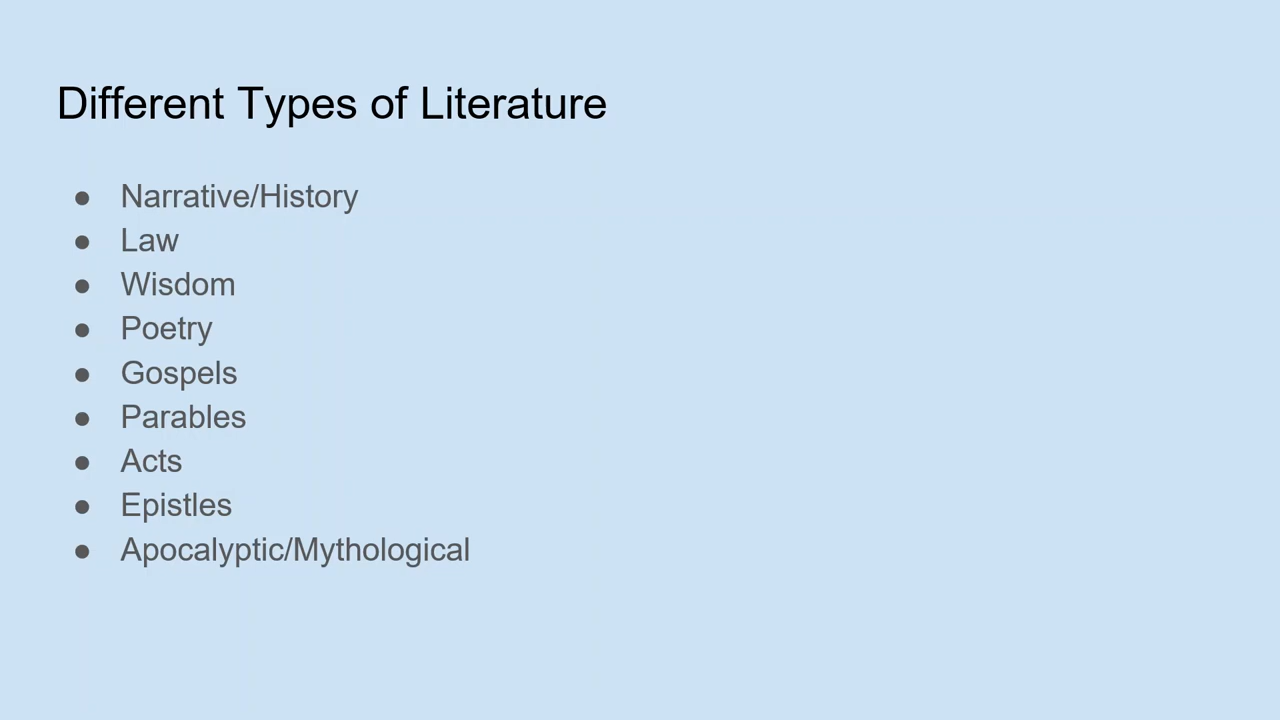 Different Types of Literature
● Narrative/History
● Law
● Wisdom
● Poetry
● Gospels
● Parables
● Acts
● Epistles
● Apocalyptic/Mythological